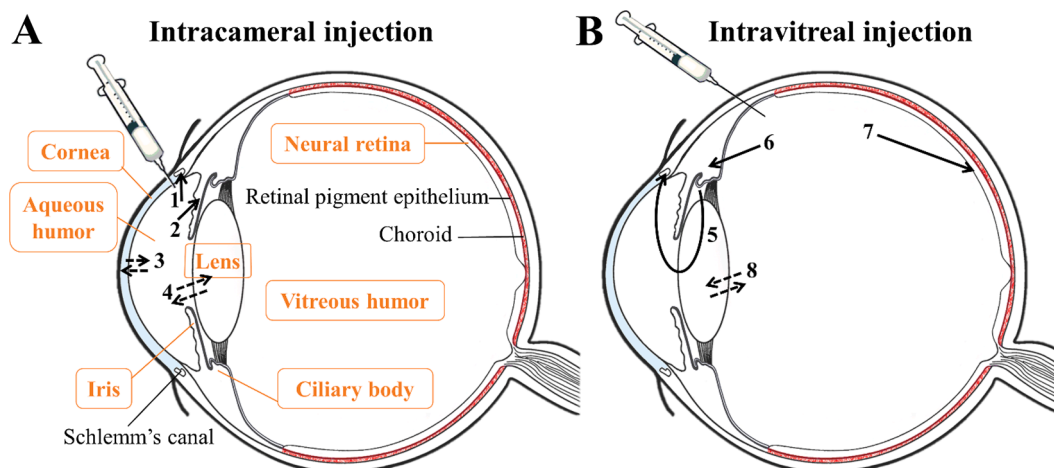 A
Intracameral injection
Cornea
Aqueous
humor
Neural retina
Retinal pigment epithelium
Choroid
1
2
3
Lens
4
Vitreous humor
Iris
Ciliary body
Schlemm's canal
B
Intravitreal injection
6
7
5
8